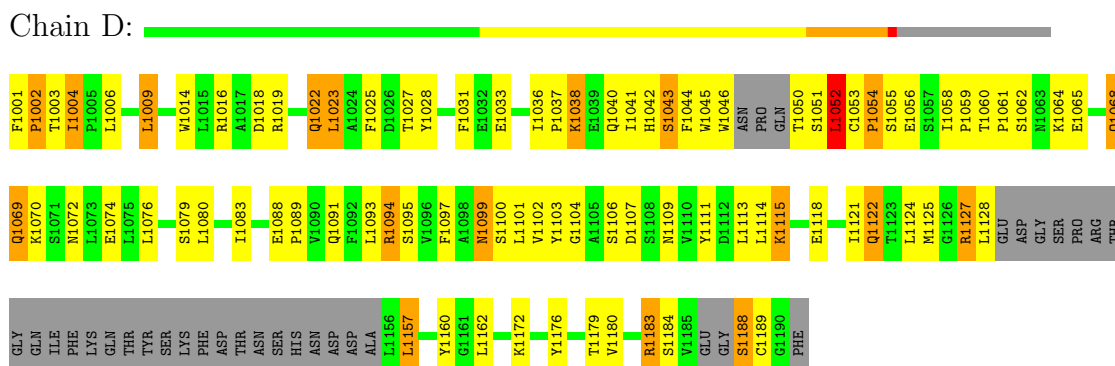 Chain D:
F1001 P1002 T1003 I1004 P1005 L1006 L1009 W1014 L1015 R1016 A1017 D1018 R1019 Q1022 L1023 A1024 F1025 D1026 T1027 Y1028 F1031 E1032 E1033 I1036 P1037 K1038 E1039 Q1040 I1041 H1042 S1043 F1044 W1045 W1046 ASN PRO GLN T1050 S1051 L1052 C1053 P1054 S1055 E1056 S1057 I1058 P1059 T1060 P1061 S1062 N1063 K1064 E1065 D1068
Q1069 K1070 S1071 N1072 L1073 E1074 L1075 L1076 S1079 L1080 I1083 E1088 P1089 V1090 Q1091 F1092 L1093 R1094 S1095 V1096 F1097 A1098 N1099 S1100 L1101 V1102 Y1103 G1104 A1105 S1106 D1107 S1108 N1109 V1110 Y1111 D1112 L1113 L1114 K1115 E1118 I1121 Q1122 T1123 L1124 M1125 G1126 R1127 L1128 GLU ASP GLY SER PRO ARG THR
GLY GLN ILE PHE LYS GLN THR TYR SER LYS PHE ASP THR ASN SER HIS ASN ASP ASP ALA L1156 L1157 Y1160 G1161 L1162 K1172 Y1176 T1179 V1180 R1183 S1184 V1185 GLU GLY S1188 C1189 G1190 PHE